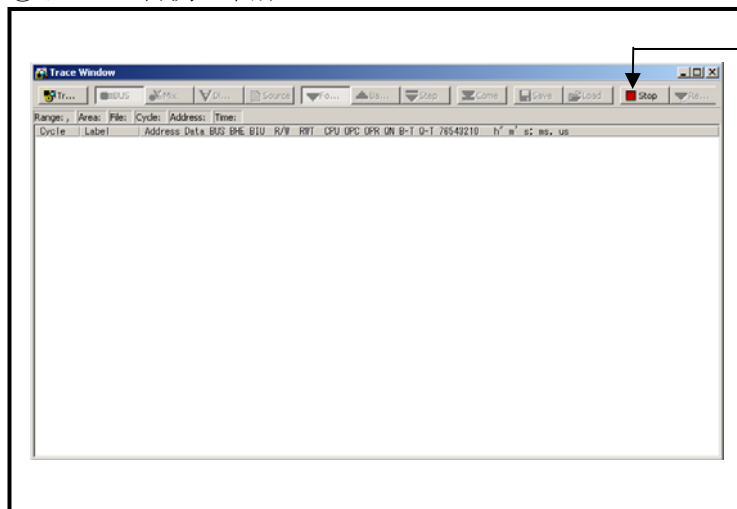 Trace Window
Tr... BUS Mix DI... Source Fo... Ba... Step Come Save Load Stop Re...
Range: , Area: File: Cycle: Address: Time:
Cycle Label Address Data BUS BHE BIU R/W RWT CPU OPC OPR QN B-T Q-T 76543210 h" m' s: ms. us